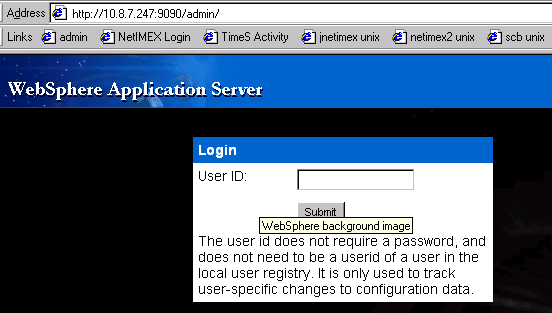 Address http://10.8.7.247:9090/admin/
Links admin NetIMEX Login TimeS Activity jnetimex unix netimex2 unix scb unix
WebSphere Application Server
Login
User ID:
Submit
WebSphere background image
The user id does not require a password, and
does not need to be a userid of a user in the
local user registry. It is only used to track
user-specific changes to configuration data.